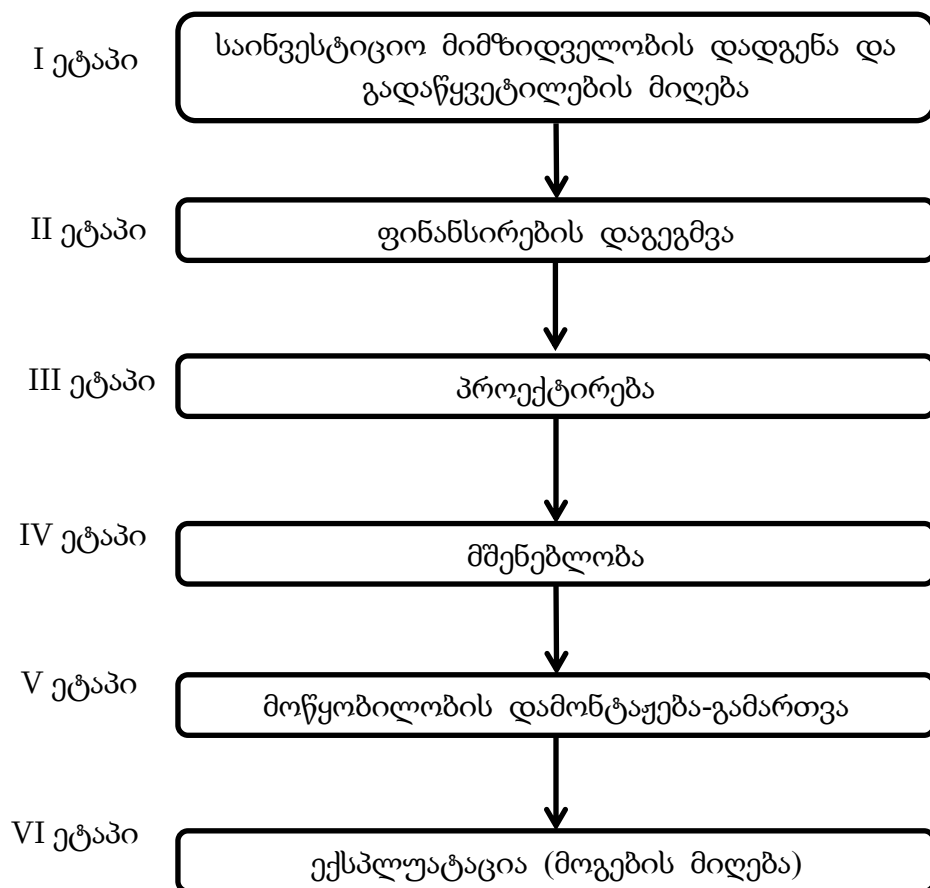 I ეტაპი
საინვესტიციო მიმზიდველობის დადგენა და
გადაწყვეტილების მიღება
II ეტაპი
ფინანსირების დაგეგმვა
III ეტაპი
პროექტირება
IV ეტაპი
მშენებლობა
V ეტაპი
მოწყობილობის დამონტაჟება-გამართვა
VI ეტაპი
ექსპლუატაცია (მოგების მიღება)